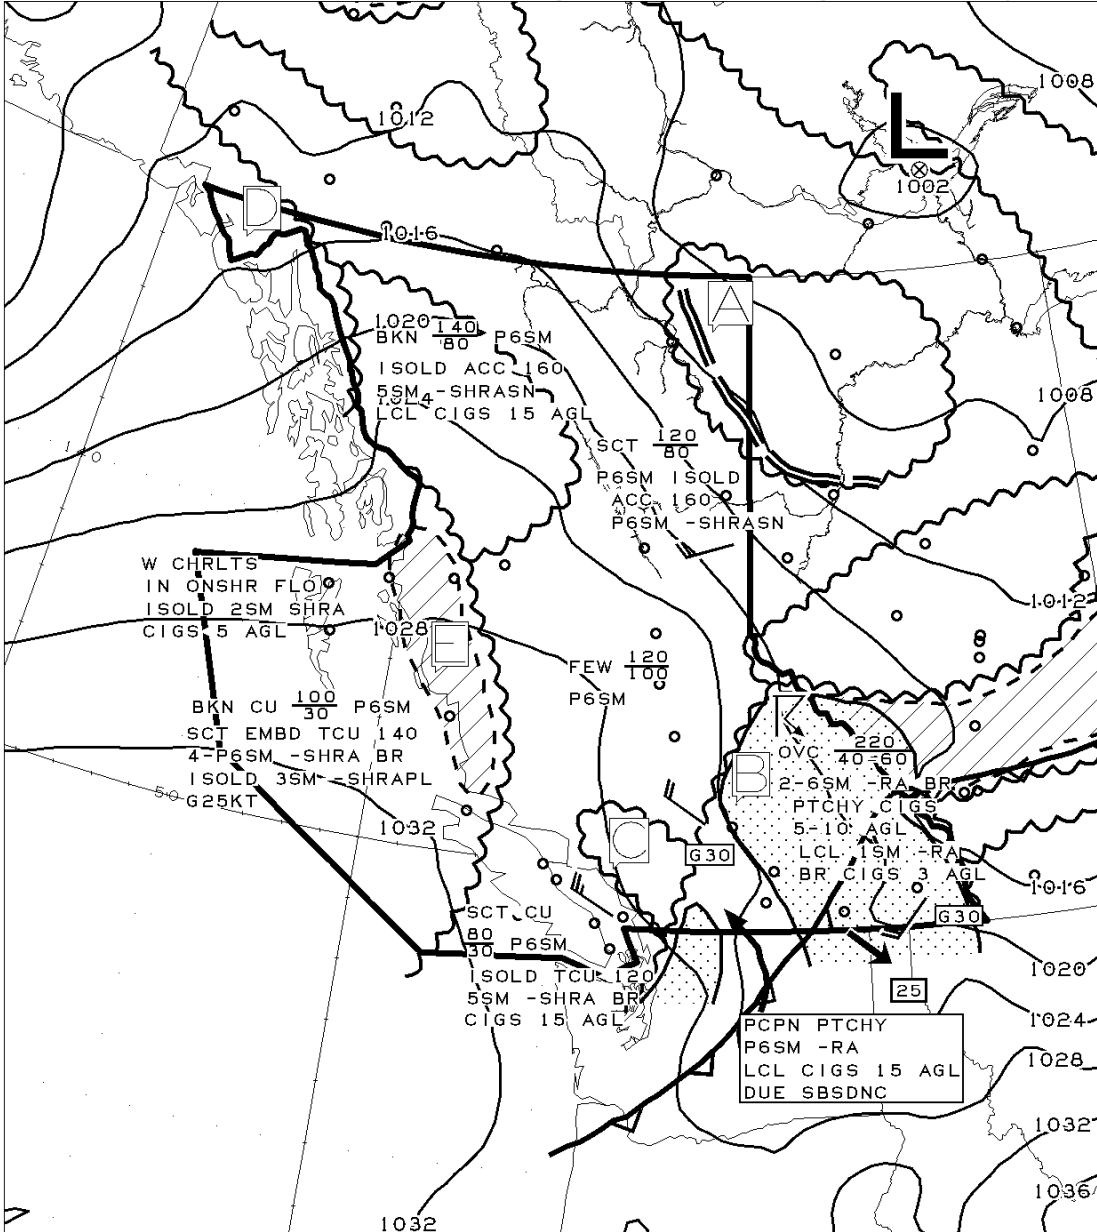 1008
1012
L
1002
D
1016
A
1020
BKN 140/80 P6SM
ISOLD ACC 160
5SM -SHRASN
LCL CIGS 15 AGL
1008
SCT 120/80
P6SM ISOLD
ACC 160
P6SM -SHRASN
W CHRLTS
IN ONSHR FLO
ISOLD 2SM SHRA
CIGS 5 AGL
1012
1028
E
FEW 120/100
P6SM
BKN CU 100/30 P6SM
SCT EMBD TCU 140
4-P6SM -SHRA BR
ISOLD 3SM -SHRAPL
G25KT
50
B
OVC 220/40-60
2-6SM -RA BR
PTCHY CIGS
5-10 AGL
LCL 1SM -RA
BR CIGS 3 AGL
1032
C
G30
1016
G30
SCT CU
80/30 P6SM
ISOLD TCU 120
5SM -SHRA BR
CIGS 15 AGL
1020
25
PCPN PTCHY
P6SM -RA
LCL CIGS 15 AGL
DUE SBSDNC
1024
1028
1032
1036
1032